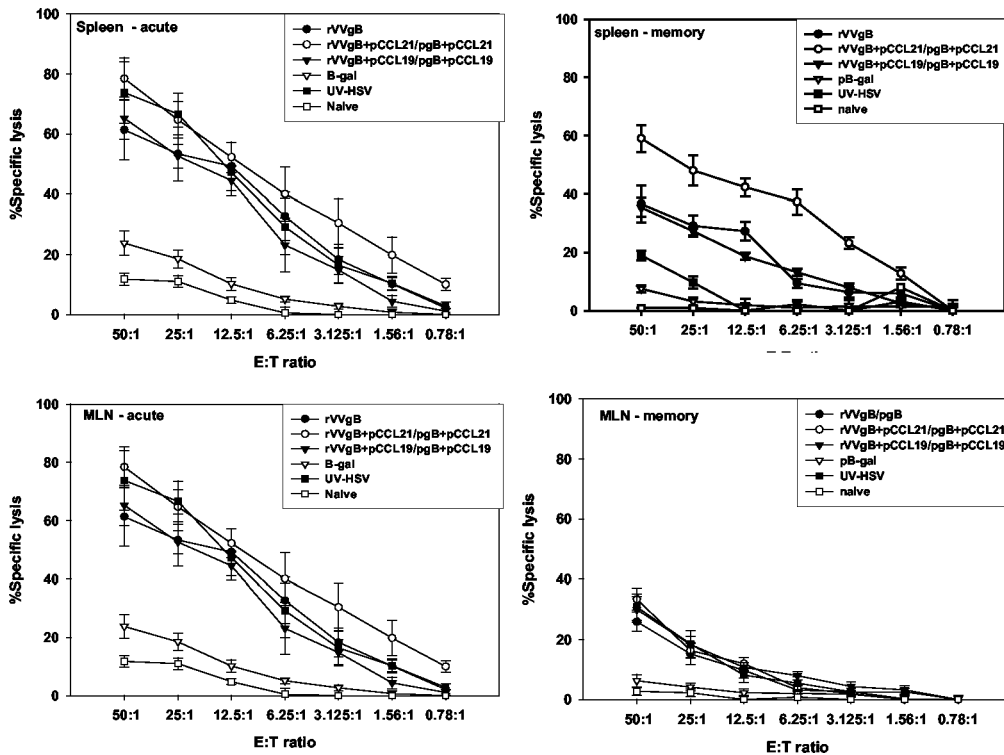 Spleen - acute
rVVgB
rVVgB+pCCL21/pgB+pCCL21
rVVgB+pCCL19/pgB+pCCL19
B-gal
UV-HSV
Naive
%Specific lysis
100
80
60
40
20
0
50:1 25:1 12.5:1 6.25:1 3.125:1 1.56:1 0.78:1
E:T ratio
spleen - memory
rVVgB
rVVgB+pCCL21/pgB+pCCL21
rVVgB+pCCL19/pgB+pCCL19
pB-gal
UV-HSV
naive
%Specific lysis
100
80
60
40
20
0
50:1 25:1 12.5:1 6.25:1 3.125:1 1.56:1 0.78:1
E:T ratio
MLN - acute
rVVgB
rVVgB+pCCL21/pgB+pCCL21
rVVgB+pCCL19/pgB+pCCL19
B-gal
UV-HSV
Naive
%Specific lysis
100
80
60
40
20
0
50:1 25:1 12.5:1 6.25:1 3.125:1 1.56:1 0.78:1
E:T ratio
MLN - memory
rVVgB/pgB
rVVgB+pCCL21/pgB+pCCL21
rVVgB+pCCL19/pgB+pCCL19
pB-gal
UV-HSV
naive
%Specific lysis
100
80
60
40
20
0
50:1 25:1 12.5:1 6.25:1 3.125:1 1.56:1 0.78:1
E:T ratio